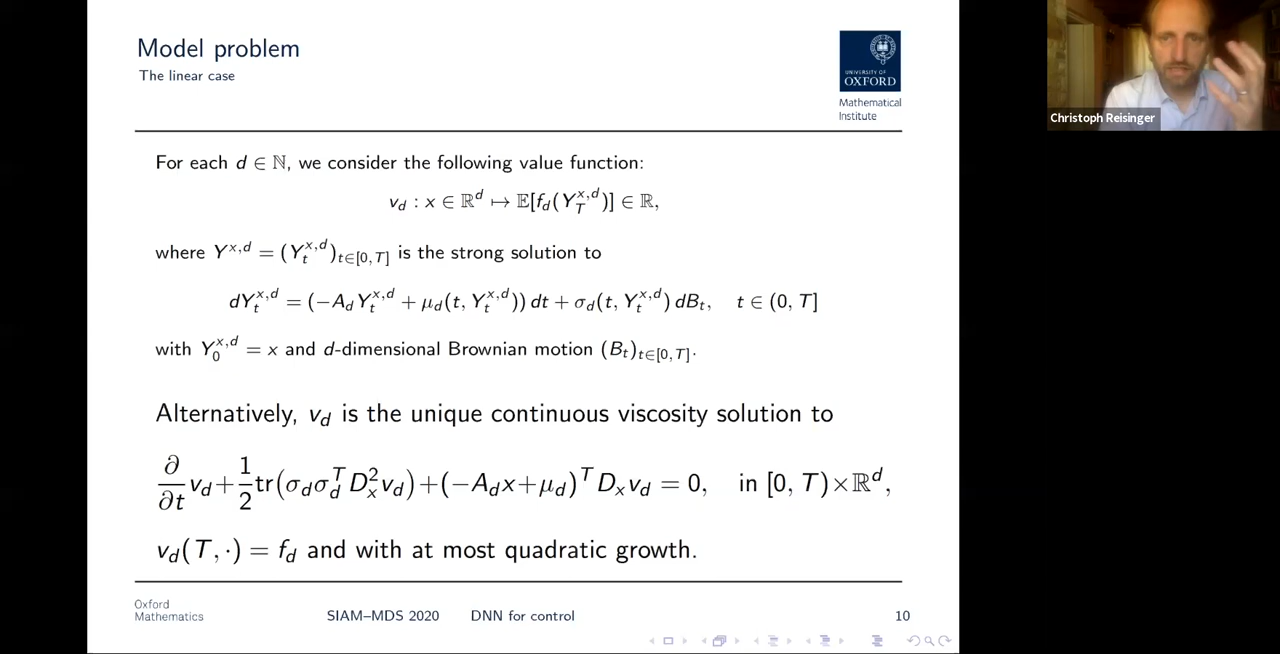 Model problem
The linear case
UNIVERSITY OF
OXFORD
Mathematical
Institute
Christoph Reisinger
For each d ∈ ℕ, we consider the following value function:
v_d : x ∈ ℝ^d ↦ 𝔼[f_d(Y_T^{x,d})] ∈ ℝ,
where Y^{x,d} = (Y_t^{x,d})_{t∈[0,T]} is the strong solution to
dY_t^{x,d} = (−A_d Y_t^{x,d} + μ_d(t, Y_t^{x,d})) dt + σ_d(t, Y_t^{x,d}) dB_t, t ∈ (0, T]
with Y_0^{x,d} = x and d-dimensional Brownian motion (B_t)_{t∈[0,T]}.
Alternatively, v_d is the unique continuous viscosity solution to
∂/∂t v_d + 1/2 tr(σ_d σ_d^T D_x^2 v_d) + (−A_d x + μ_d)^T D_x v_d = 0, in [0, T) × ℝ^d,
v_d(T, ·) = f_d and with at most quadratic growth.
Oxford
Mathematics
SIAM–MDS 2020 DNN for control 10